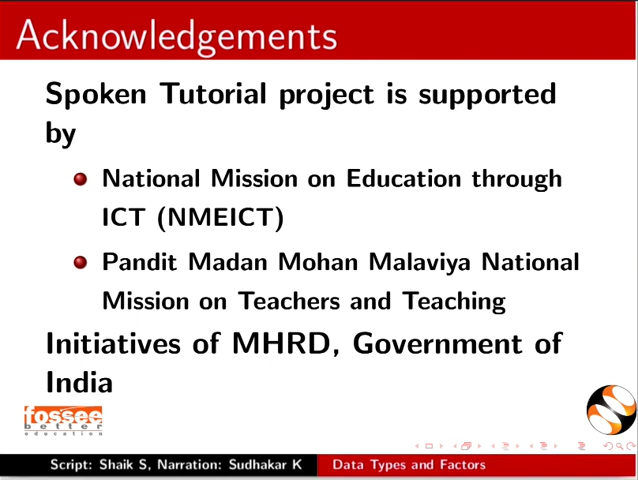 Acknowledgements
Spoken Tutorial project is supported
by
National Mission on Education through
ICT (NMEICT)
Pandit Madan Mohan Malaviya National
Mission on Teachers and Teaching
Initiatives of MHRD, Government of
India
fossee
better
education
Script: Shaik S, Narration: Sudhakar K Data Types and Factors